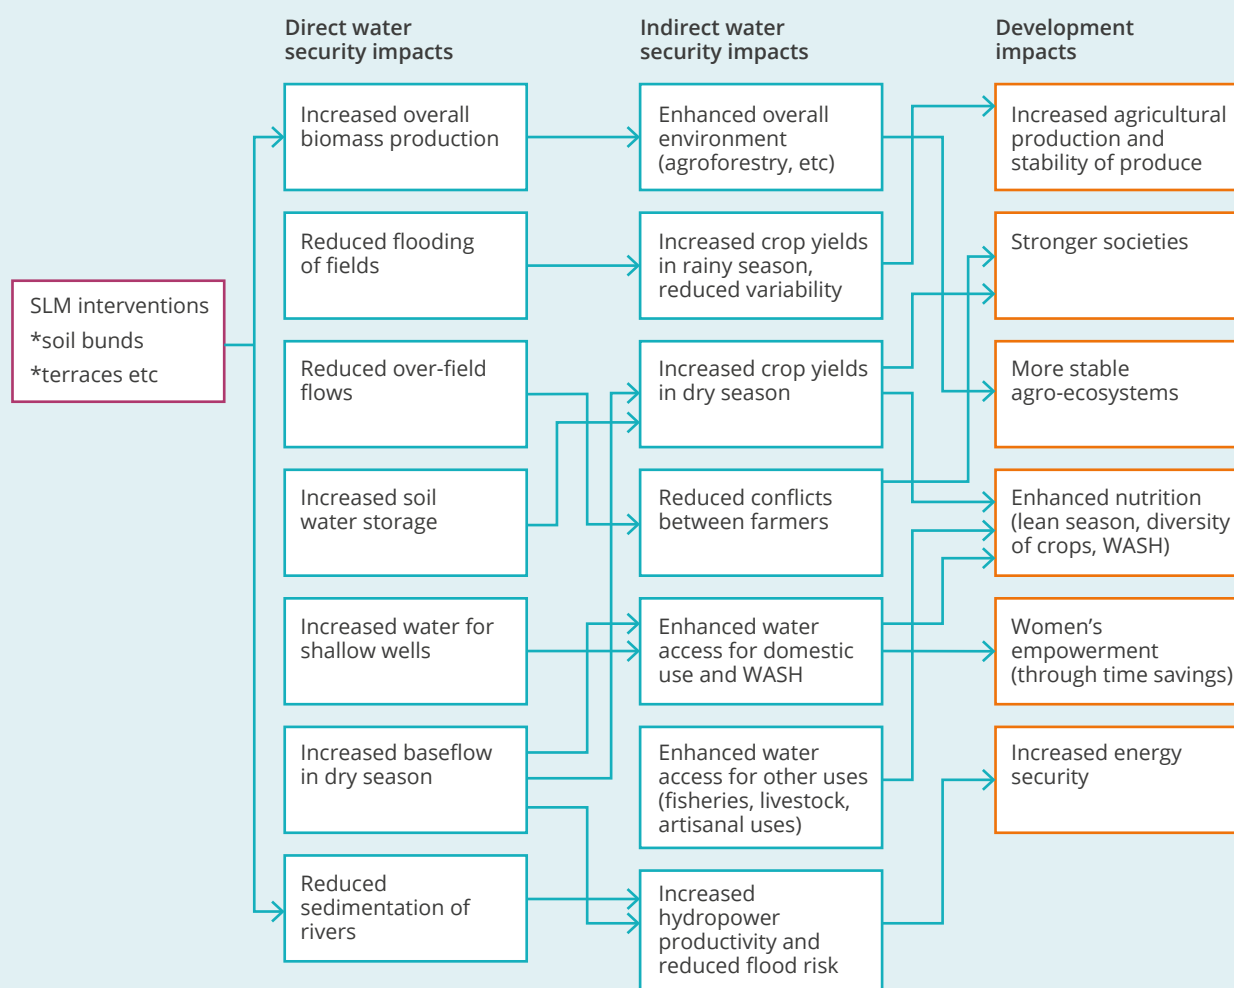 Direct water
security impacts
Indirect water
security impacts
Development
impacts
SLM interventions
*soil bunds
*terraces etc
Increased overall
biomass production
Reduced flooding
of fields
Reduced over-field
flows
Increased soil
water storage
Increased water for
shallow wells
Increased baseflow
in dry season
Reduced
sedimentation of
rivers
Enhanced overall
environment
(agroforestry, etc)
Increased crop yields
in rainy season,
reduced variability
Increased crop yields
in dry season
Reduced conflicts
between farmers
Enhanced water
access for domestic
use and WASH
Enhanced water
access for other uses
(fisheries, livestock,
artisanal uses)
Increased
hydropower
productivity and
reduced flood risk
Increased agricultural
production and
stability of produce
Stronger societies
More stable
agro-ecosystems
Enhanced nutrition
(lean season, diversity
of crops, WASH)
Women’s
empowerment
(through time savings)
Increased energy
security